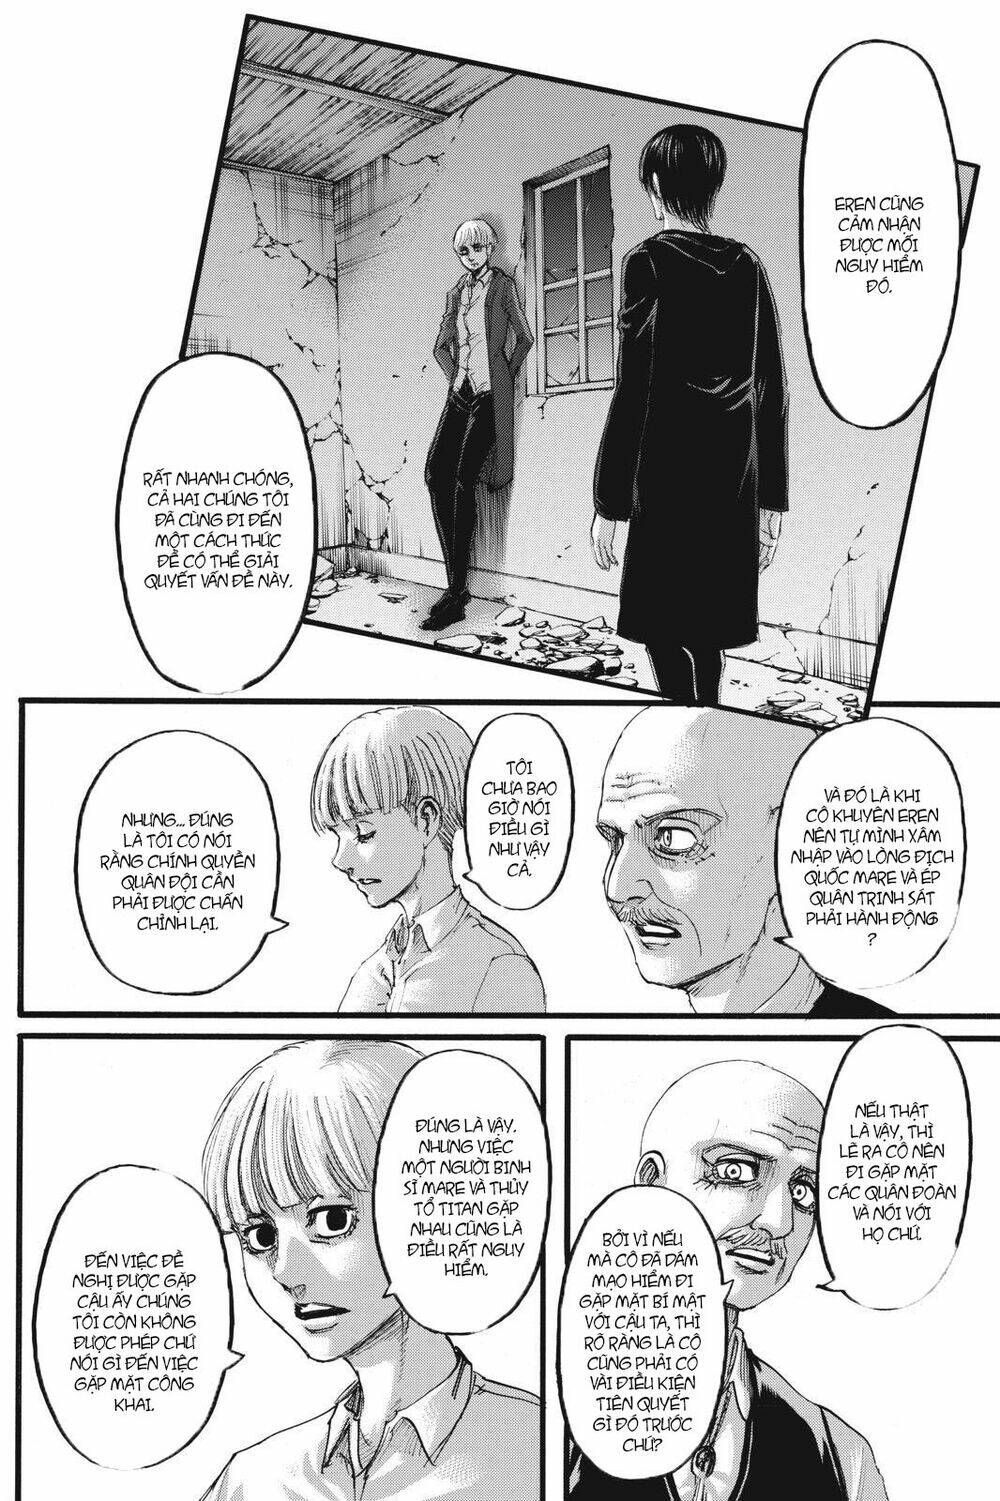 EREN CŨNG
CẢM NHẬN
ĐƯỢC MỐI
NGUY HIỂM
ĐÓ.
RẤT NHANH CHÓNG,
CẢ HAI CHÚNG TÔI
ĐÃ CÙNG ĐI ĐẾN
MỘT CÁCH THỨC
ĐỂ CÓ THỂ GIẢI
QUYẾT VẤN ĐỀ NÀY.
VÀ ĐÓ LÀ KHI
CÔ KHUYÊN EREN
NÊN TỰ MÌNH XÂM
NHẬP VÀO LÒNG ĐỊCH
QUỐC MARE VÀ ÉP
QUÂN TRINH SÁT
PHẢI HÀNH ĐỘNG
?
TÔI
CHƯA BAO
GIỜ NÓI
ĐIỀU GÌ
NHƯ VẬY
CẢ.
NHƯNG... ĐÚNG
LÀ TÔI CÓ NÓI
RẰNG CHÍNH QUYỀN
QUÂN ĐỘI CẦN
PHẢI ĐƯỢC CHẤN
CHỈNH LẠI.
NẾU THẬT
LÀ VẬY, THÌ
LẼ RA CÔ NÊN
ĐI GẶP MẶT
CÁC QUÂN ĐOÀN
VÀ NÓI VỚI
HỌ CHỨ.
BỞI VÌ NẾU
MÀ CÔ ĐÃ DÁM
MẠO HIỂM ĐI
GẶP MẶT BÍ MẬT
VỚI CẬU TA, THÌ
RÕ RÀNG LÀ CÔ
CŨNG PHẢI CÓ
VÀI ĐIỀU KIỆN
TIÊN QUYẾT
GÌ ĐÓ TRƯỚC
CHỨ?
ĐÚNG LÀ VẬY.
NHƯNG VIỆC
MỘT NGƯỜI BINH
SĨ MARE VÀ THỦY
TỔ TITAN GẶP
NHAU CŨNG LÀ
ĐIỀU RẤT NGUY
HIỂM.
ĐẾN VIỆC ĐỀ
NGHỊ ĐƯỢC GẶP
CẬU ẤY CHÚNG
TÔI CÒN KHÔNG
ĐƯỢC PHÉP CHỨ
NÓI GÌ ĐẾN VIỆC
GẶP MẶT CÔNG
KHAI.